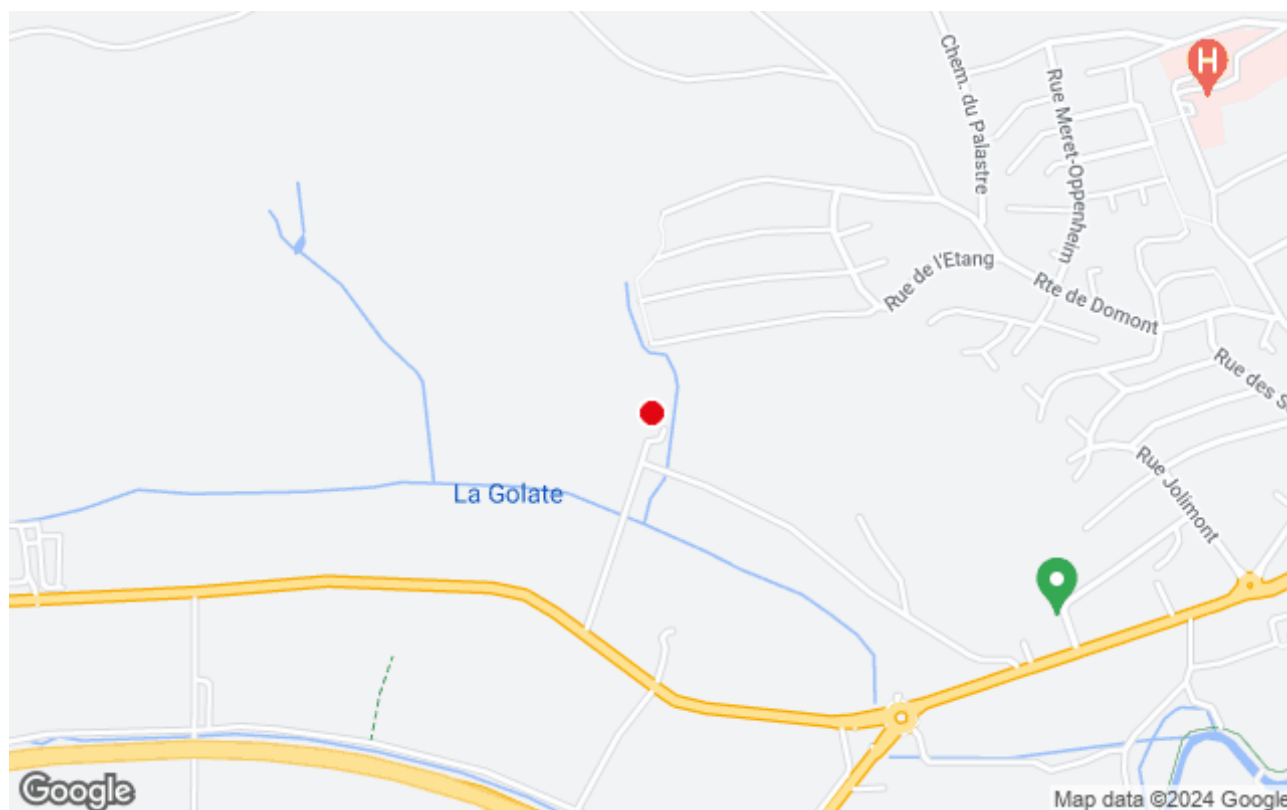 Chem. du Palastre
Rue Meret-Oppenheim
H
Rue de l'Etang
Rte de Domont
Rue des S
Rue Jolimont
La Golate
Google
Map data ©2024 Google